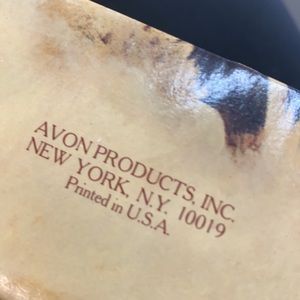 AVON PRODUCTS, INC.
NEW YORK, N.Y. 10019
Printed in U.S.A.